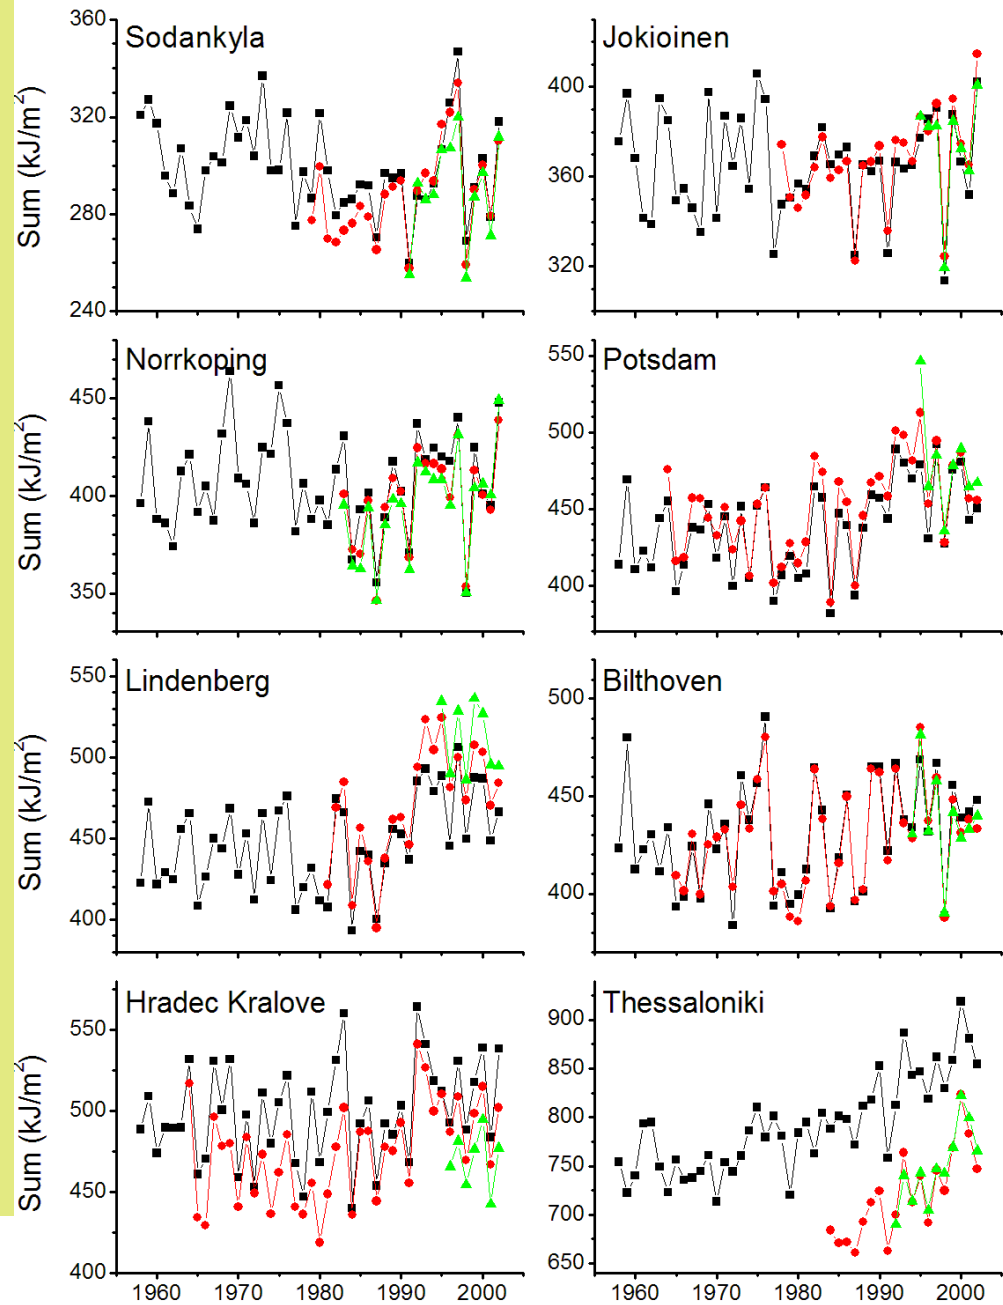 Sodankyla
Jokioinen
360
320
280
240
Sum (kJ/m²)
400
360
320
Norrkoping
Potsdam
450
400
350
Sum (kJ/m²)
550
500
450
400
Lindenberg
Bilthoven
550
500
450
400
Sum (kJ/m²)
500
450
400
Hradec Kralove
Thessaloniki
550
500
450
400
Sum (kJ/m²)
900
850
800
750
700
650
1960 1970 1980 1990 2000
1960 1970 1980 1990 2000